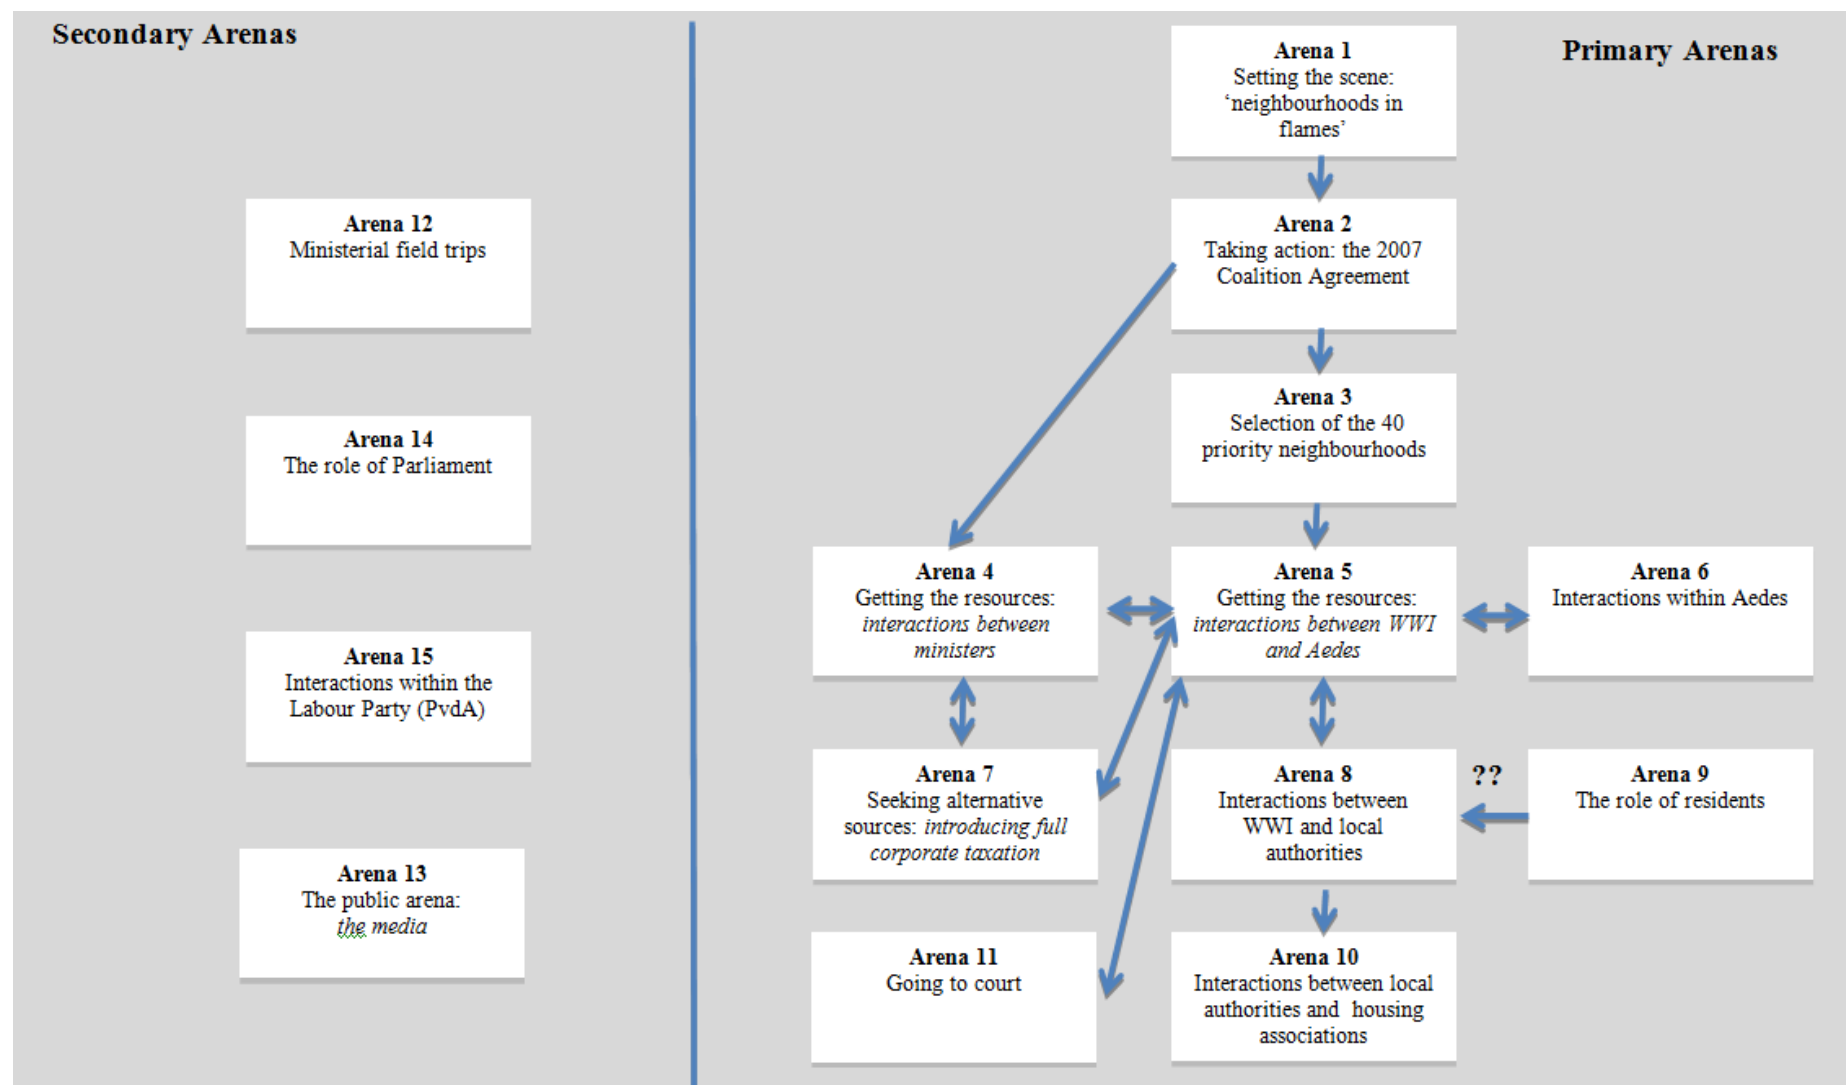 Secondary Arenas
Primary Arenas
Arena 1
Setting the scene:
‘neighbourhoods in
flames’
Arena 12
Ministerial field trips
Arena 2
Taking action: the 2007
Coalition Agreement
Arena 3
Selection of the 40
priority neighbourhoods
Arena 14
The role of Parliament
Arena 4
Getting the resources:
interactions between
ministers
Arena 5
Getting the resources:
interactions between WWI
and Aedes
Arena 6
Interactions within Aedes
Arena 15
Interactions within the
Labour Party (PvdA)
Arena 7
Seeking alternative
sources: introducing full
corporate taxation
Arena 8
Interactions between
WWI and local
authorities
??
Arena 9
The role of residents
Arena 13
The public arena:
the media
Arena 11
Going to court
Arena 10
Interactions between local
authorities and housing
associations